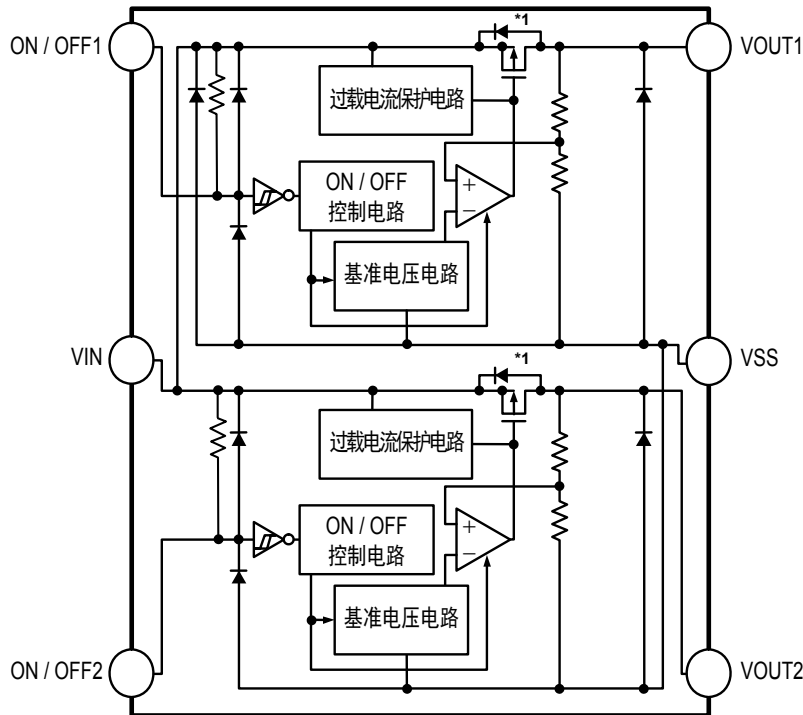 *1
ON / OFF1
VOUT1
过载电流保护电路
ON / OFF
控制电路
+
−
基准电压电路
VIN
VSS
*1
过载电流保护电路
ON / OFF
控制电路
+
−
基准电压电路
ON / OFF2
VOUT2